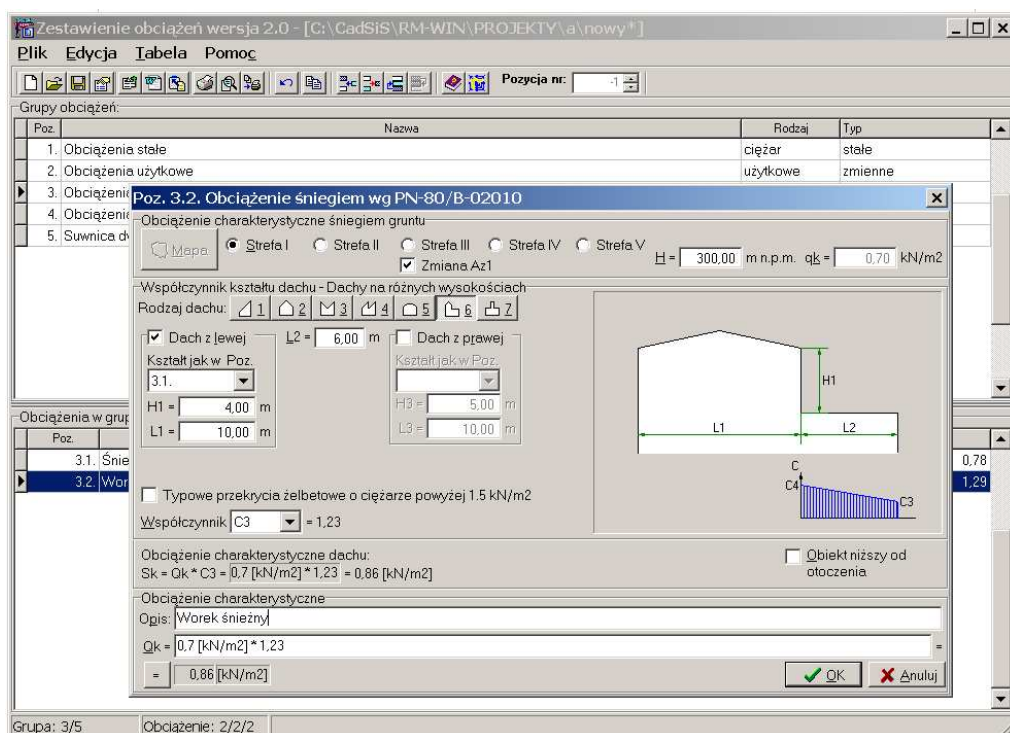 Zestawienie obciążeń wersja 2.0 - [C:\CadSiS\RM-WIN\PROJEKTY\a\nowy*]
Plik Edycja Tabela Pomoc
Pozycja nr: -1
Grupy obciążeń:
Poz. Nazwa Rodzaj Typ
1. Obciążenia stałe ciężar stałe
2. Obciążenia użytkowe użytkowe zmienne
3. Obciążeni
4. Obciążeni
5. Suwnica d
Poz. 3.2. Obciążenie śniegiem wg PN-80/B-02010
Obciążenie charakterystyczne śniegiem gruntu
Mapa Strefa I Strefa II Strefa III Strefa IV Strefa V
Zmiana Az1
H = 300,00 m n.p.m. qk = 0,70 kN/m2
Współczynnik kształtu dachu - Dachy na różnych wysokościach
Rodzaj dachu: 1 2 3 4 5 6 7
Dach z lewej L2 = 6,00 m Dach z prawej
Kształt jak w Poz. Kształt jak w Poz.
3.1.
H1 = 4,00 m H3 = 5,00 m
L1 = 10,00 m L3 = 10,00 m
H1
L1 L2
C
C4
C3
Typowe przekrycia żelbetowe o ciężarze powyżej 1.5 kN/m2
Współczynnik C3 = 1,23
Obciążenie charakterystyczne dachu:
Sk = Qk * C3 = 0,7 [kN/m2] * 1,23 = 0,86 [kN/m2]
Obiekt niższy od
otoczenia
Obciążenie charakterystyczne
Opis: Worek śnieżny
Qk = 0,7 [kN/m2] * 1,23 =
= 0,86 [kN/m2] OK Anuluj
Obciążenia w grup
Poz.
3.1. Śnie 0,78
3.2. Wor 1,29
Grupa: 3/5 Obciążenie: 2/2/2